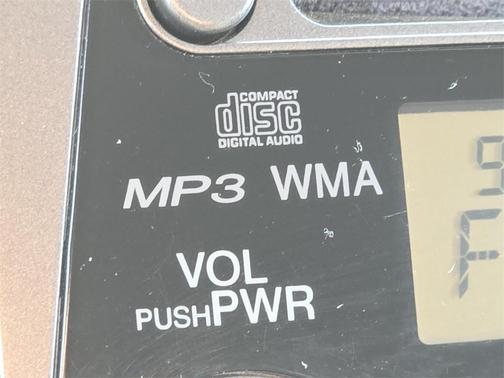 COMPACT
disc
DIGITAL AUDIO
MP3 WMA
VOL
PUSH PWR